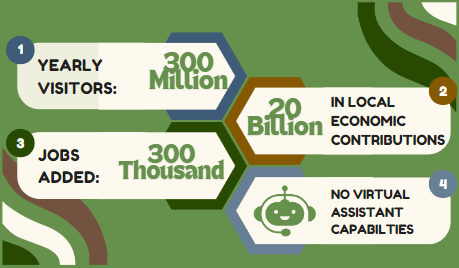 1
YEARLY
VISITORS:
300
Million
2
20
Billion
IN LOCAL
ECONOMIC
CONTRIBUTIONS
3
JOBS
ADDED:
300
Thousand
4
NO VIRTUAL
ASSISTANT
CAPABILTIES